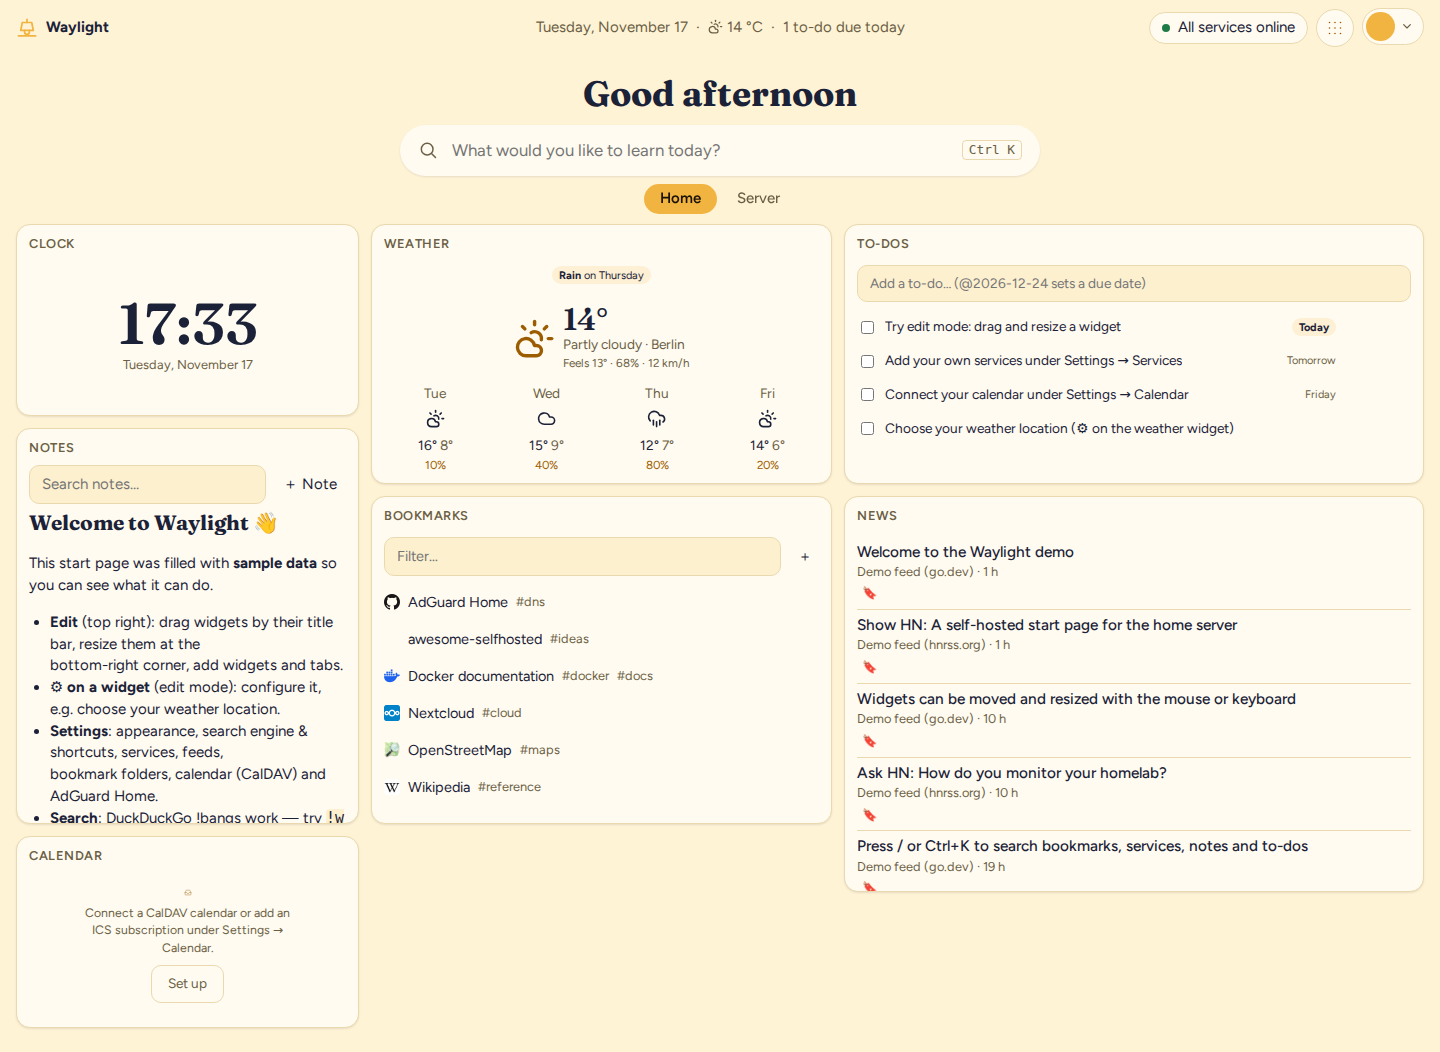 Waylight
Tuesday, November 17 · 14 °C · 1 to-do due today
All services online
Good afternoon
What would you like to learn today?
Ctrl K
Home
Server
CLOCK
17:33
Tuesday, November 17
NOTES
Search notes...
+ Note
Welcome to Waylight 👋
This start page was filled with sample data so
you can see what it can do.
• Edit (top right): drag widgets by their title
bar, resize them at the
bottom-right corner, add widgets and tabs.
• ⚙ on a widget (edit mode): configure it,
e.g. choose your weather location.
• Settings: appearance, search engine &
shortcuts, services, feeds,
bookmark folders, calendar (CalDAV) and
AdGuard Home.
• Search: DuckDuckGo !bangs work — try !w
CALENDAR
Connect a CalDAV calendar or add an
ICS subscription under Settings →
Calendar.
Set up
WEATHER
Rain on Thursday
14°
Partly cloudy · Berlin
Feels 13° · 68% · 12 km/h
Tue Wed Thu Fri
16° 8° 15° 9° 12° 7° 14° 6°
10% 40% 80% 20%
BOOKMARKS
Filter...
+
AdGuard Home #dns
awesome-selfhosted #ideas
Docker documentation #docker #docs
Nextcloud #cloud
OpenStreetMap #maps
W Wikipedia #reference
TO-DOS
Add a to-do... (@2026-12-24 sets a due date)
Try edit mode: drag and resize a widget Today
Add your own services under Settings → Services Tomorrow
Connect your calendar under Settings → Calendar Friday
Choose your weather location (⚙ on the weather widget)
NEWS
Welcome to the Waylight demo
Demo feed (go.dev) · 1 h
Show HN: A self-hosted start page for the home server
Demo feed (hnrss.org) · 1 h
Widgets can be moved and resized with the mouse or keyboard
Demo feed (go.dev) · 10 h
Ask HN: How do you monitor your homelab?
Demo feed (hnrss.org) · 10 h
Press / or Ctrl+K to search bookmarks, services, notes and to-dos
Demo feed (go.dev) · 19 h